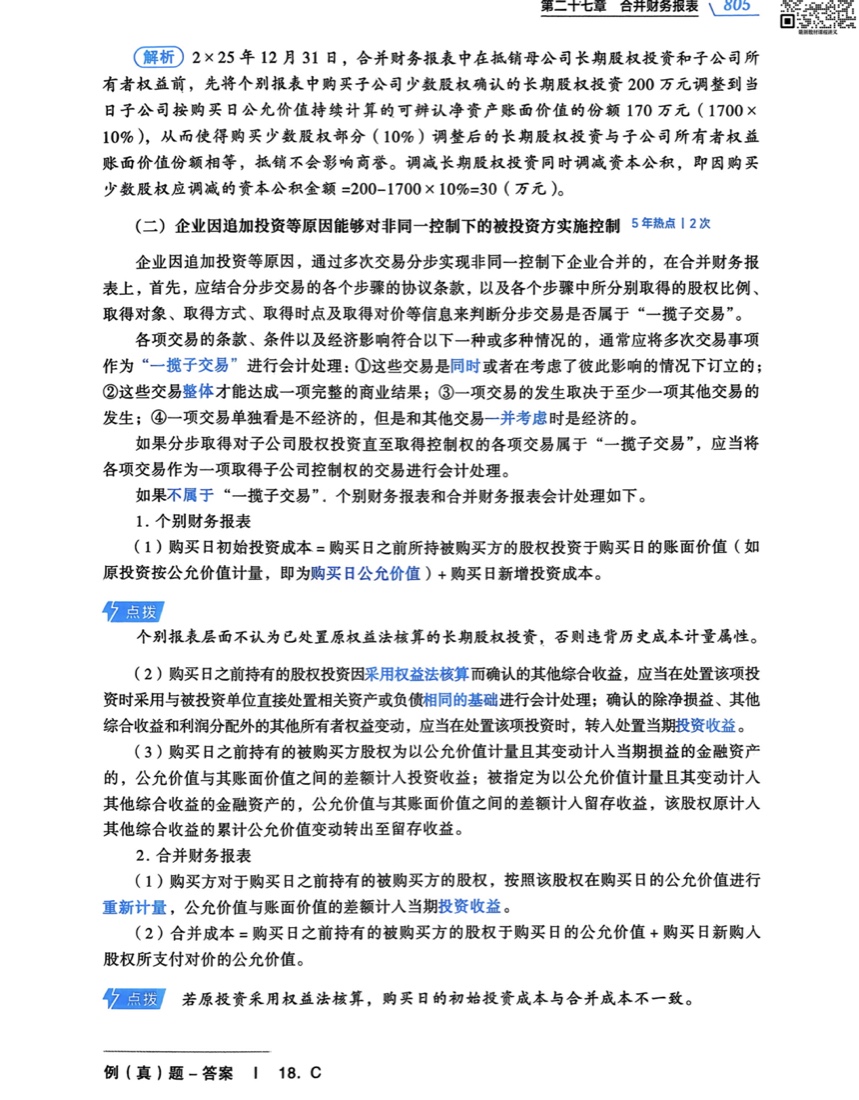 第二十七章 合并财务报表 805
解析 2×25 年 12 月 31 日，合并财务报表中在抵销母公司长期股权投资和子公司所
有者权益前，先将个别报表中购买子公司少数股权确认的长期股权投资 200 万元调整到当
日子公司按购买日公允价值持续计算的可辨认净资产账面价值的份额 170 万元（1700×
10%），从而使得购买少数股权部分（10%）调整后的长期股权投资与子公司所有者权益
账面价值份额相等，抵销不会影响商誉。调减长期股权投资同时调减资本公积，即因购买
少数股权应调减的资本公积金额 =200-1700×10%=30（万元）。
（二）企业因追加投资等原因能够对非同一控制下的被投资方实施控制 5 年热点 | 2 次
企业因追加投资等原因，通过多次交易分步实现非同一控制下企业合并的，在合并财务报
表上，首先，应结合分步交易的各个步骤的协议条款，以及各个步骤中所分别取得的股权比例、
取得对象、取得方式、取得时点及取得对价等信息来判断分步交易是否属于“一揽子交易”。
各项交易的条款、条件以及经济影响符合以下一种或多种情况的，通常应将多次交易事项
作为“一揽子交易”进行会计处理：①这些交易是同时或者在考虑了彼此影响的情况下订立的；
②这些交易整体才能达成一项完整的商业结果；③一项交易的发生取决于至少一项其他交易的
发生；④一项交易单独看是不经济的，但是和其他交易一并考虑时是经济的。
如果分步取得对子公司股权投资直至取得控制权的各项交易属于“一揽子交易”，应当将
各项交易作为一项取得子公司控制权的交易进行会计处理。
如果不属于“一揽子交易”．个别财务报表和合并财务报表会计处理如下。
1. 个别财务报表
（1）购买日初始投资成本 = 购买日之前所持被购买方的股权投资于购买日的账面价值（如
原投资按公允价值计量，即为购买日公允价值）+ 购买日新增投资成本。
点拨
个别报表层面不认为已处置原权益法核算的长期股权投资，否则违背历史成本计量属性。
（2）购买日之前持有的股权投资因采用权益法核算而确认的其他综合收益，应当在处置该项投
资时采用与被投资单位直接处置相关资产或负债相同的基础进行会计处理；确认的除净损益、其他
综合收益和利润分配外的其他所有者权益变动，应当在处置该项投资时，转入处置当期投资收益。
（3）购买日之前持有的被购买方股权为以公允价值计量且其变动计入当期损益的金融资产
的，公允价值与其账面价值之间的差额计入投资收益；被指定为以公允价值计量且其变动计入
其他综合收益的金融资产的，公允价值与其账面价值之间的差额计入留存收益，该股权原计入
其他综合收益的累计公允价值变动转出至留存收益。
2. 合并财务报表
（1）购买方对于购买日之前持有的被购买方的股权，按照该股权在购买日的公允价值进行
重新计量，公允价值与账面价值的差额计入当期投资收益。
（2）合并成本 = 购买日之前持有的被购买方的股权于购买日的公允价值 + 购买日新购入
股权所支付对价的公允价值。
点拨 若原投资采用权益法核算，购买日的初始投资成本与合并成本不一致。
例（真）题 – 答案 | 18. C